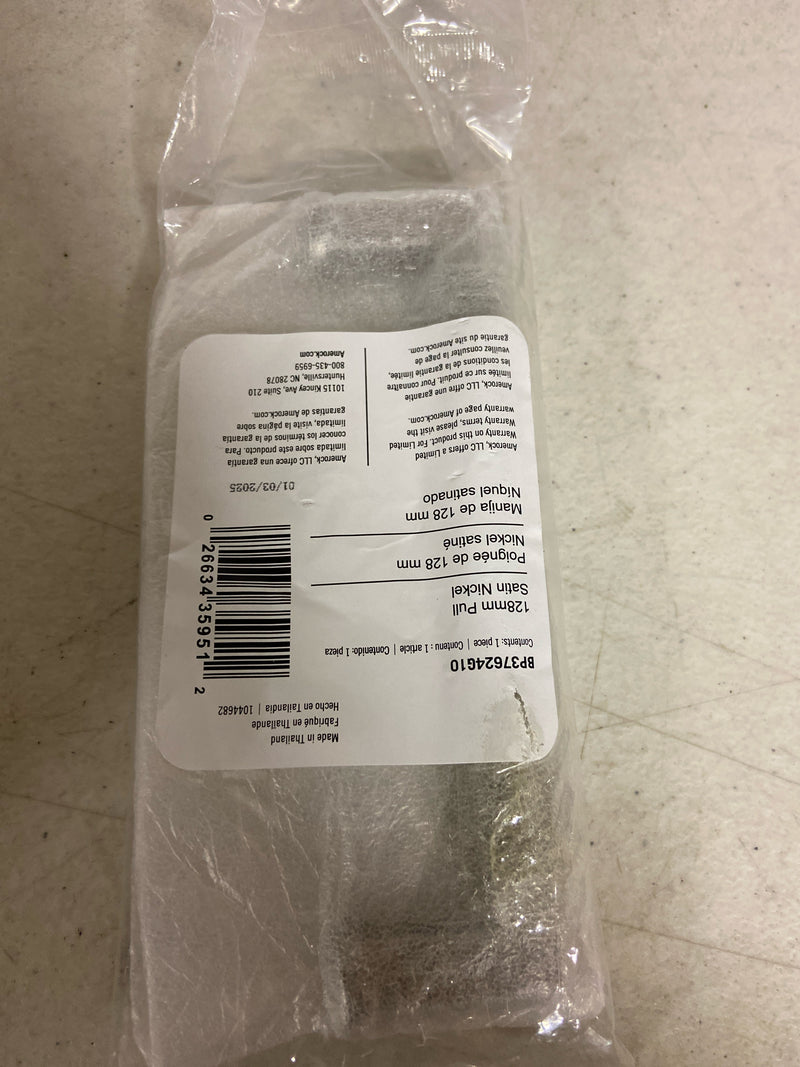 Made in Thailand
Fabriqué en Thaïlande
Hecho en Tailandia | 1044682
BP37624G10
Contents: 1 piece | Contenu : 1 article | Contenido: 1 pieza
128mm Pull
Satin Nickel
Poignée de 128 mm
Nickel satiné
Manija de 128 mm
Níquel satinado
0 26634 35951 2
01/03/2025
Amerock, LLC offers a Limited
Warranty on this product. For Limited
Warranty terms, please visit the
warranty page of Amerock.com.
Amerock, LLC offre une garantie
limitée sur ce produit. Pour connaître
les conditions de la garantie limitée,
veuillez consulter la page de
garantie du site Amerock.com.
Amerock, LLC ofrece una garantía
limitada sobre este producto. Para
conocer los términos de la garantía
limitada, visite la página sobre
garantías de Amerock.com.
10115 Kincey Ave Suite 210
Huntersville, NC 28078
800-435-6959
Amerock.com